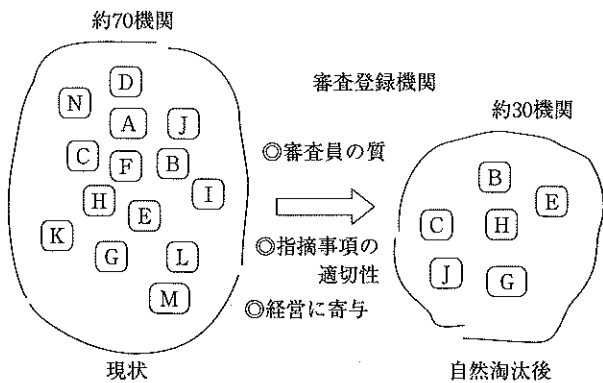 約70機関
D
N
A
J
C
F
B
H
I
E
K
G
L
M
現状
審査登録機関
◎審査員の質
◎指摘事項の
適切性
◎経営に寄与
約30機関
B
E
C
H
J
G
自然淘汰後